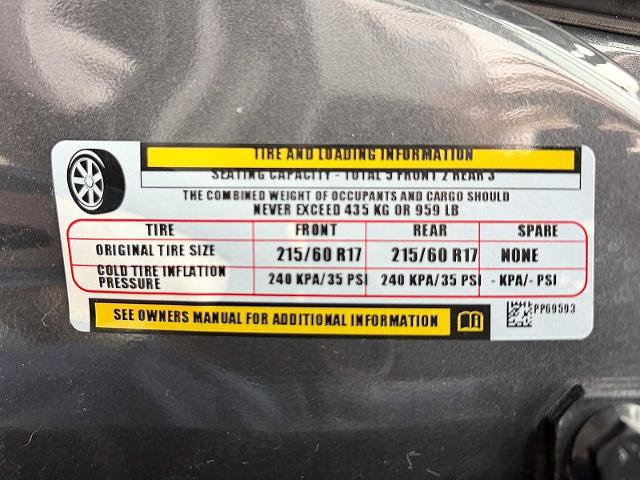 TIRE AND LOADING INFORMATION
SEATING CAPACITY - TOTAL 5 FRONT 2 REAR 3
THE COMBINED WEIGHT OF OCCUPANTS AND CARGO SHOULD
NEVER EXCEED 435 KG OR 959 LB
TIRE FRONT REAR SPARE
ORIGINAL TIRE SIZE 215/60 R17 215/60 R17 NONE
COLD TIRE INFLATION
PRESSURE 240 KPA/35 PSI 240 KPA/35 PSI - KPA/- PSI
SEE OWNERS MANUAL FOR ADDITIONAL INFORMATION
PP69593